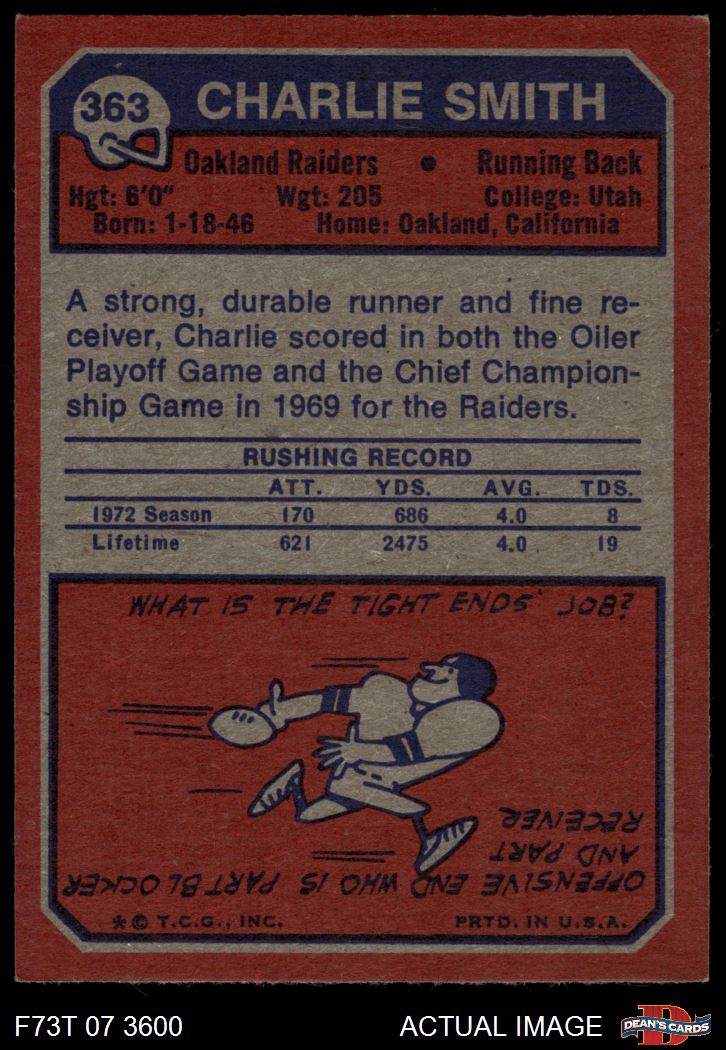 363 CHARLIE SMITH
Oakland Raiders • Running Back
Hgt: 6'0" Wgt: 205 College: Utah
Born: 1-18-46 Home: Oakland, California
A strong, durable runner and fine re-
ceiver, Charlie scored in both the Oiler
Playoff Game and the Chief Champion-
ship Game in 1969 for the Raiders.
RUSHING RECORD
ATT. YDS. AVG. TDS.
1972 Season 170 686 4.0 8
Lifetime 621 2475 4.0 19
WHAT IS THE TIGHT ENDS' JOB?
OFFENSIVE END WHO IS PART BLOCKER
AND PART
RECEIVER
* © T.C.G., INC. PRTD. IN U.S.A.
F73T 07 3600 ACTUAL IMAGE D DEAN'S CARDS